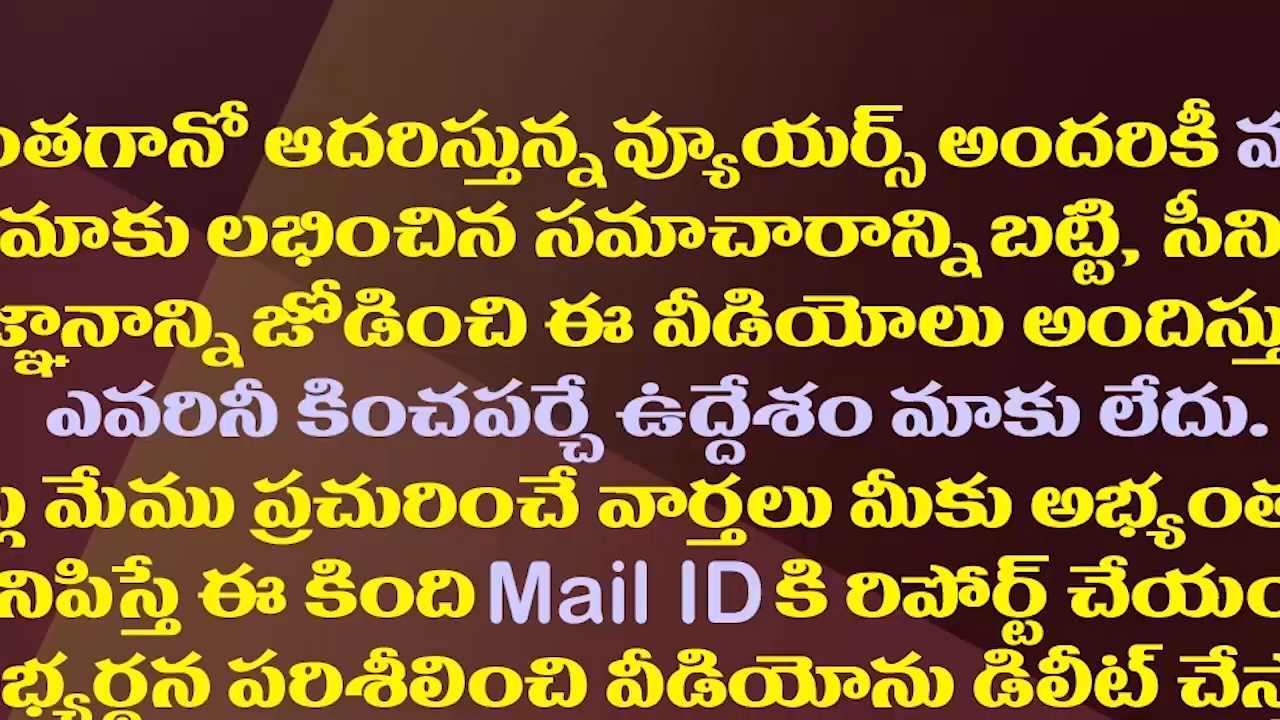 ంతగానో ఆదరిస్తున్న వ్యూయర్స్ అందరికీ
మాకు లభించిన సమాచారాన్ని బట్టి, సీని
జ్ఞానాన్ని జోడించి ఈ వీడియోలు అందిస్తు
ఎవరినీ కించపర్చే ఉద్దేశం మాకు లేదు.
మేము ప్రచురించే వార్తలు మీకు అభ్యంత
నిపిస్తే ఈ కింది Mail ID కి రిపోర్ట్ చేయం
భ్యర్థన పరిశీలించి వీడియోను డిలీట్ చేస